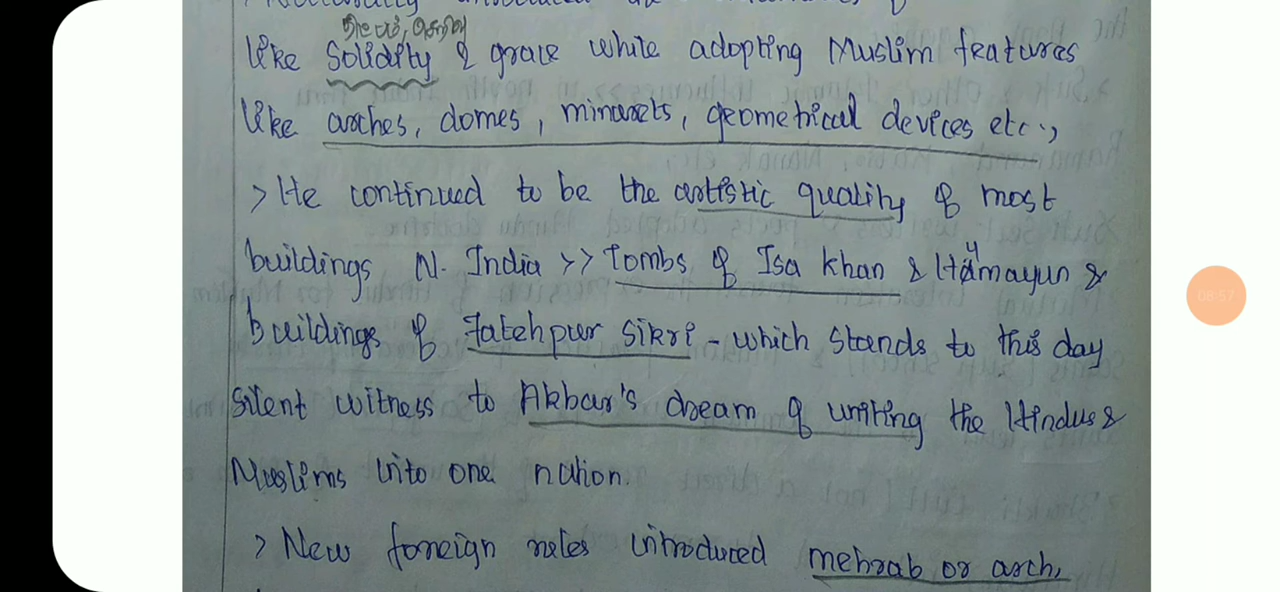 like Solidity & grace while adopting Muslim features
like arches, domes, minarets, geometrical devices etc.,
> He continued to be the artistic quality of most
buildings N. India >> Tombs of Isa khan & Humayun &
buildings of Fatehpur Sikri - which stands to this day
silent witness to Akbar's dream of uniting the Hindus &
Muslims into one nation.
08:57
> New foreign rules introduced mehrab or arch,